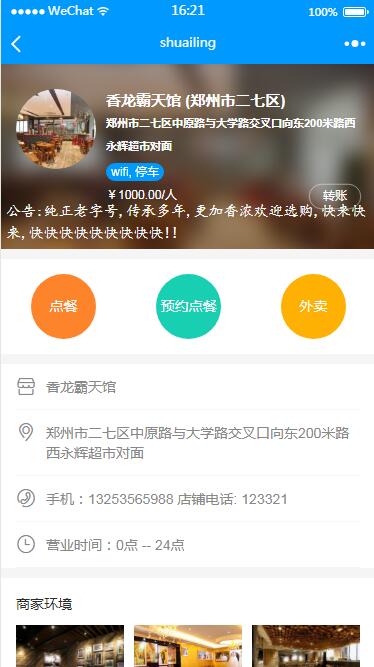 WeChat 16:21 100%
shuailing
香龙霸天馆 (郑州市二七区)
郑州市二七区中原路与大学路交叉口向东200米路西
永辉超市对面
wifi, 停车
￥1000.00/人 转账
公告:纯正老字号,传承多年,更加香浓欢迎选购,快来快
来,快快快快快快快快快!!
点餐 预约点餐 外卖
香龙霸天馆
郑州市二七区中原路与大学路交叉口向东200米路
西永辉超市对面
手机：13253565988 店铺电话: 123321
营业时间：0点 -- 24点
商家环境